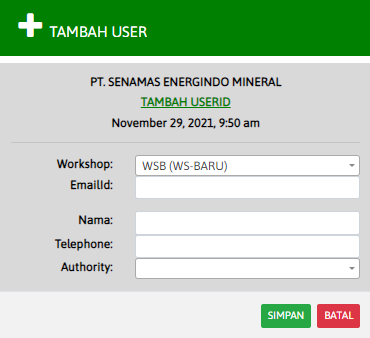 TAMBAH USER
PT. SENAMAS ENERGINDO MINERAL
TAMBAH USERID
November 29, 2021, 9:50 am
Workshop: WSB (WS-BARU)
EmailId:
Nama:
Telephone:
Authority:
SIMPAN BATAL